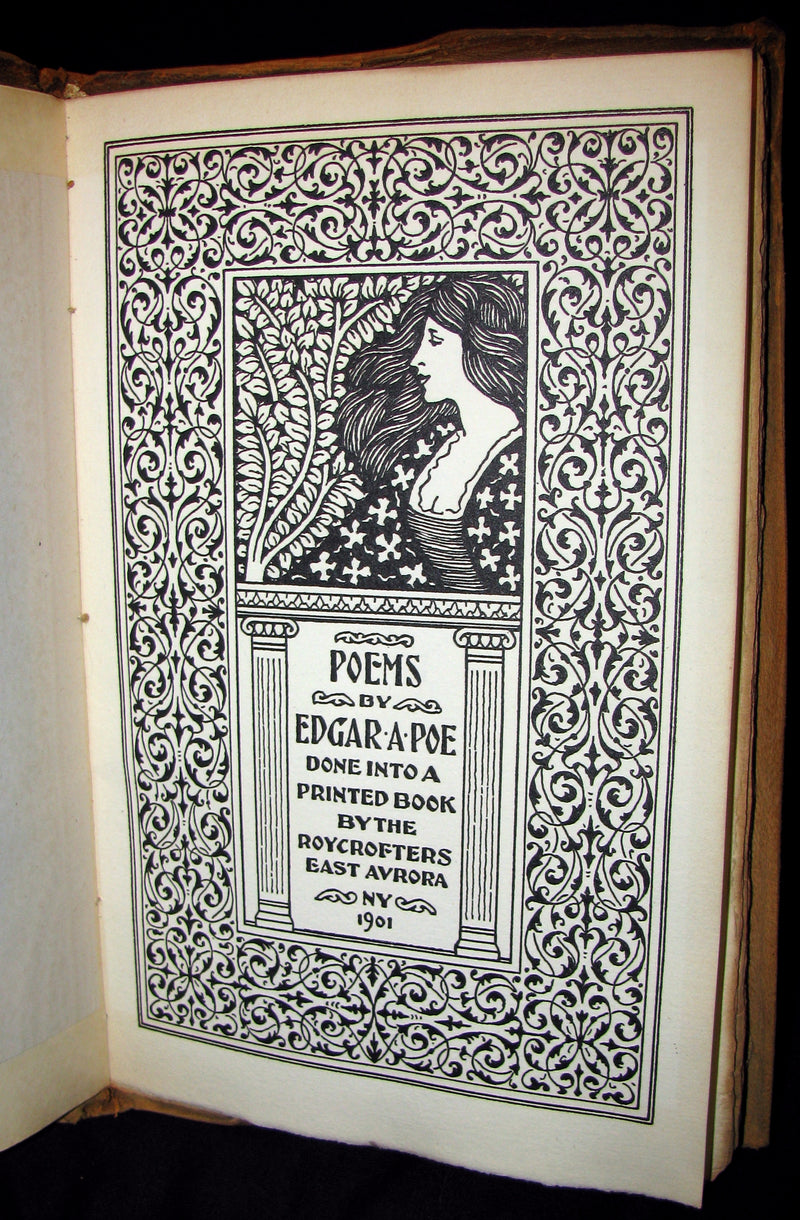 POEMS
BY
EDGAR·A·POE
DONE INTO A
PRINTED BOOK
BY THE
ROYCROFTERS
EAST AVRORA
NY
1901